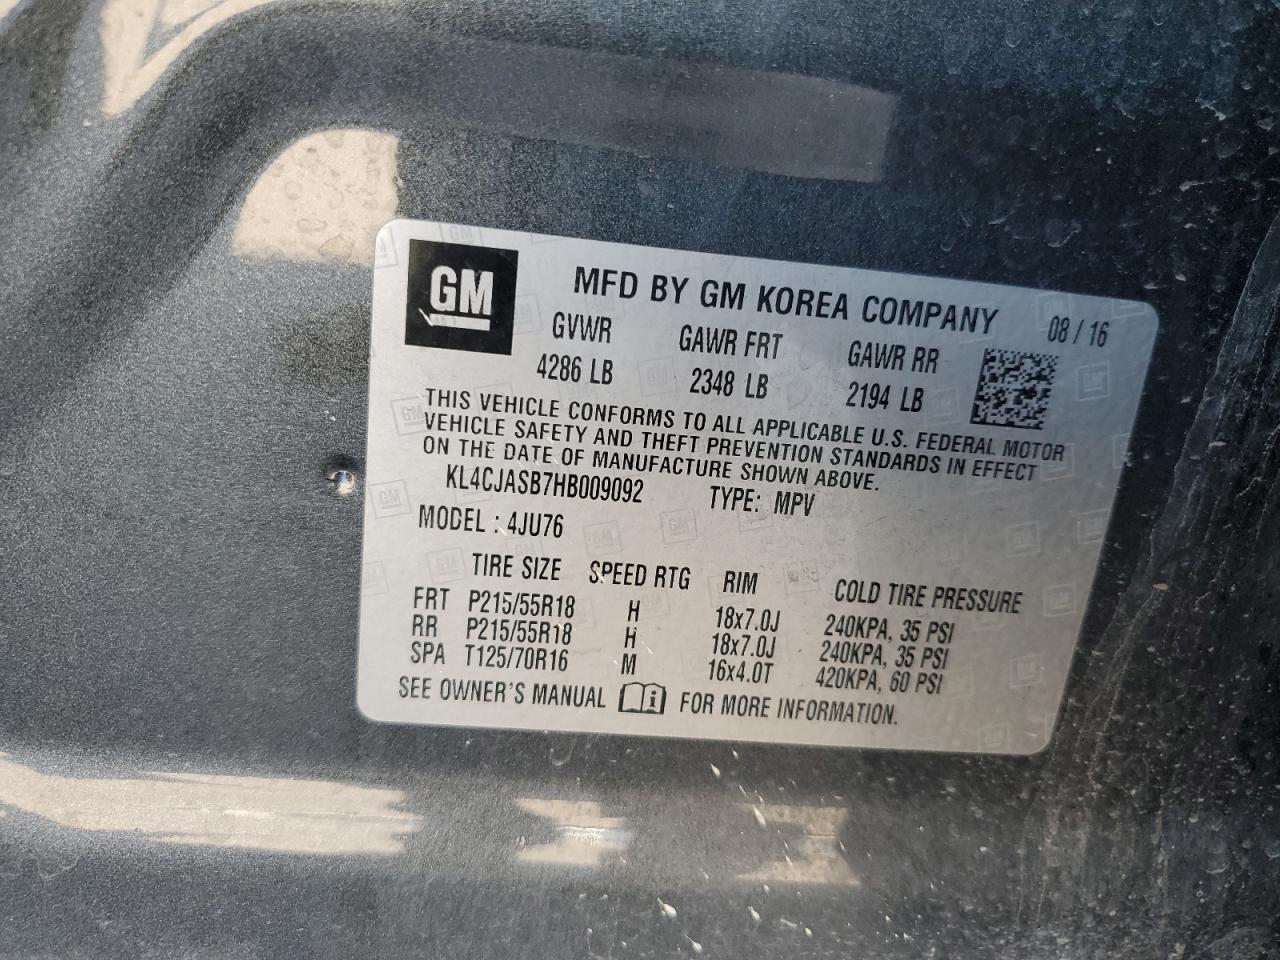 GM
MFD BY GM KOREA COMPANY 08 / 16
GVWR GAWR FRT GAWR RR
4286 LB 2348 LB 2194 LB
THIS VEHICLE CONFORMS TO ALL APPLICABLE U.S. FEDERAL MOTOR
VEHICLE SAFETY AND THEFT PREVENTION STANDARDS IN EFFECT
ON THE DATE OF MANUFACTURE SHOWN ABOVE.
KL4CJASB7HB009092 TYPE: MPV
MODEL : 4JU76
TIRE SIZE SPEED RTG RIM COLD TIRE PRESSURE
FRT P215/55R18 H 18x7.0J 240KPA, 35 PSI
RR P215/55R18 H 18x7.0J 240KPA, 35 PSI
SPA T125/70R16 M 16x4.0T 420KPA, 60 PSI
SEE OWNER'S MANUAL FOR MORE INFORMATION.